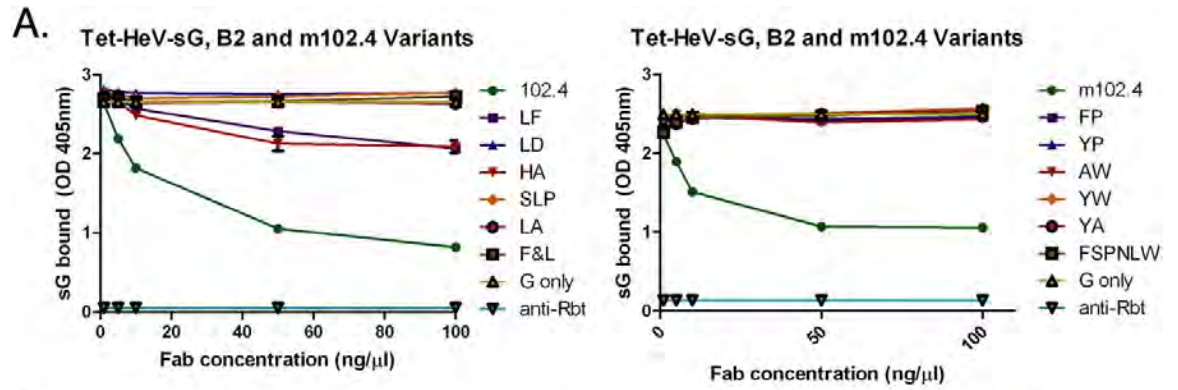 A.
Tet-HeV-sG, B2 and m102.4 Variants
3
2
1
0
0
20
40
60
80
100
sG bound (OD 405nm)
Fab concentration (ng/µl)
102.4
LF
LD
HA
SLP
LA
F&L
G only
anti-Rbt
Tet-HeV-sG, B2 and m102.4 Variants
3
2
1
0
0
50
100
sG bound (OD 405nm)
Fab concentration (ng/µl)
m102.4
FP
YP
AW
YW
YA
FSPNLW
G only
anti-Rbt